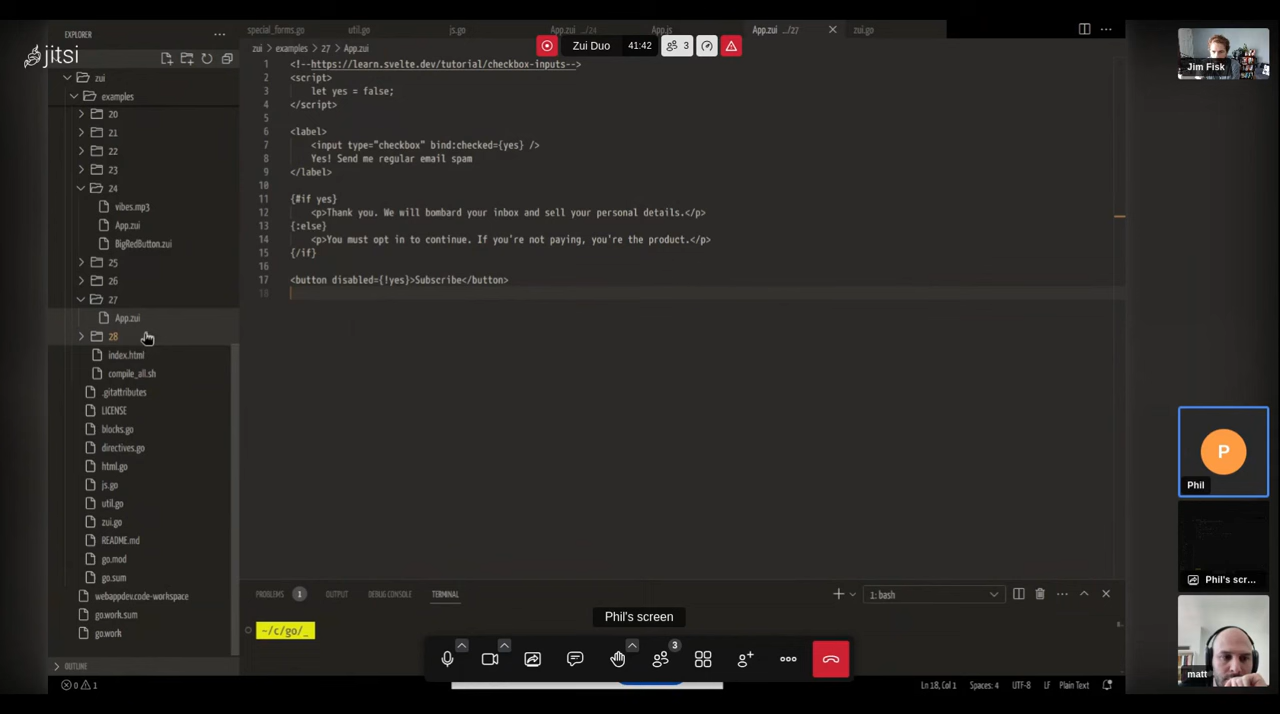 special_forms.go
util.go
js.go
App.zui .../24
App.js
App.zui .../27
zui.go
EXPLORER
jitsi
Zui Duo
41:42
3
zui > examples > 27 > App.zui
zui
examples
20
21
22
23
24
vibes.mp3
App.zui
BigRedButton.zui
25
26
27
App.zui
28
index.html
compile_all.sh
.gitattributes
LICENSE
blocks.go
directives.go
html.go
js.go
util.go
zui.go
README.md
go.mod
go.sum
webappdev.code-workspace
go.work.sum
go.work
OUTLINE
1 <!--https://learn.svelte.dev/tutorial/checkbox-inputs-->
2 <script>
3 let yes = false;
4 </script>
5
6 <label>
7 <input type="checkbox" bind:checked={yes} />
8 Yes! Send me regular email spam
9 </label>
10
11 {#if yes}
12 <p>Thank you. We will bombard your inbox and sell your personal details.</p>
13 {:else}
14 <p>You must opt in to continue. If you're not paying, you're the product.</p>
15 {/if}
16
17 <button disabled={!yes}>Subscribe</button>
18
PROBLEMS 1 OUTPUT DEBUG CONSOLE TERMINAL
1: bash
~/c/go/_
Phil's screen
3
0 1
Ln 18, Col 1 Spaces: 4 UTF-8 LF Plain Text
Jim Fisk
P
Phil
Phil's scr...
matt